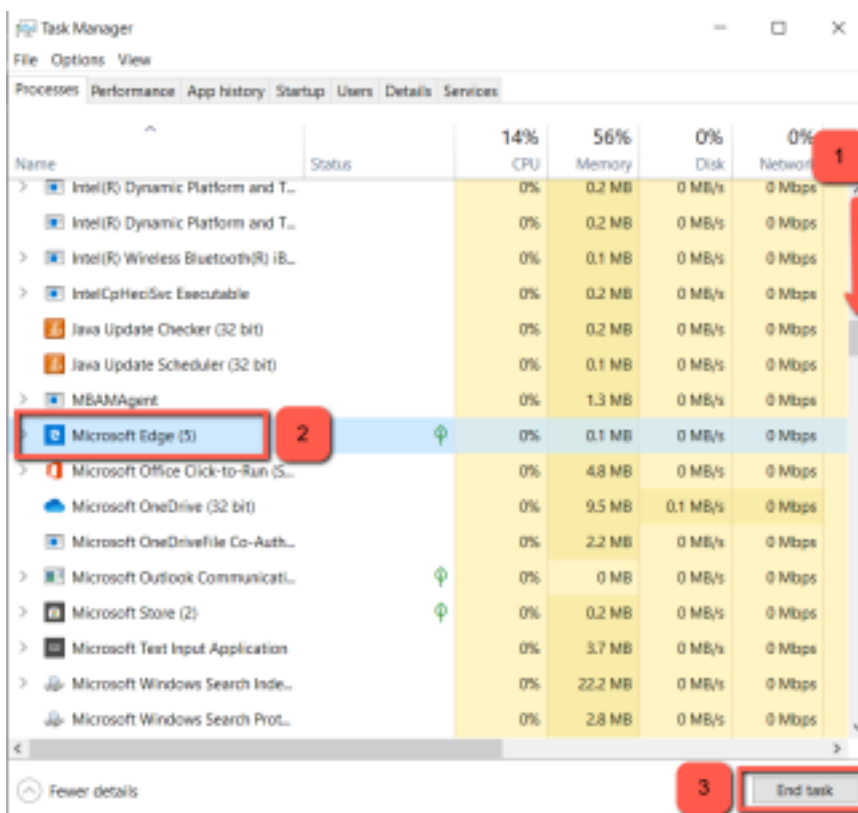 Task Manager
File Options View
Processes Performance App history Startup Users Details Services
14% 56% 0% 0%
1
Name Status CPU Memory Disk Network
Intel(R) Dynamic Platform and T... 0% 0.2 MB 0 MB/s 0 Mbps
Intel(R) Dynamic Platform and T... 0% 0.2 MB 0 MB/s 0 Mbps
Intel(R) Wireless Bluetooth(R) iB... 0% 0.1 MB 0 MB/s 0 Mbps
IntelCpHeciSvc Executable 0% 0.2 MB 0 MB/s 0 Mbps
Java Update Checker (32 bit) 0% 0.2 MB 0 MB/s 0 Mbps
Java Update Scheduler (32 bit) 0% 0.1 MB 0 MB/s 0 Mbps
MBAMAgent 0% 1.3 MB 0 MB/s 0 Mbps
Microsoft Edge (5) 2 0% 0.1 MB 0 MB/s 0 Mbps
Microsoft Office Click-to-Run (S... 0% 4.8 MB 0 MB/s 0 Mbps
Microsoft OneDrive (32 bit) 0% 9.5 MB 0.1 MB/s 0 Mbps
Microsoft OneDriveFile Co-Auth... 0% 2.2 MB 0 MB/s 0 Mbps
Microsoft Outlook Communicati... 0% 0 MB 0 MB/s 0 Mbps
Microsoft Store (2) 0% 0.2 MB 0 MB/s 0 Mbps
Microsoft Text Input Application 0% 3.7 MB 0 MB/s 0 Mbps
Microsoft Windows Search Inde... 0% 22.2 MB 0 MB/s 0 Mbps
Microsoft Windows Search Prot... 0% 2.8 MB 0 MB/s 0 Mbps
Fewer details 3 End task